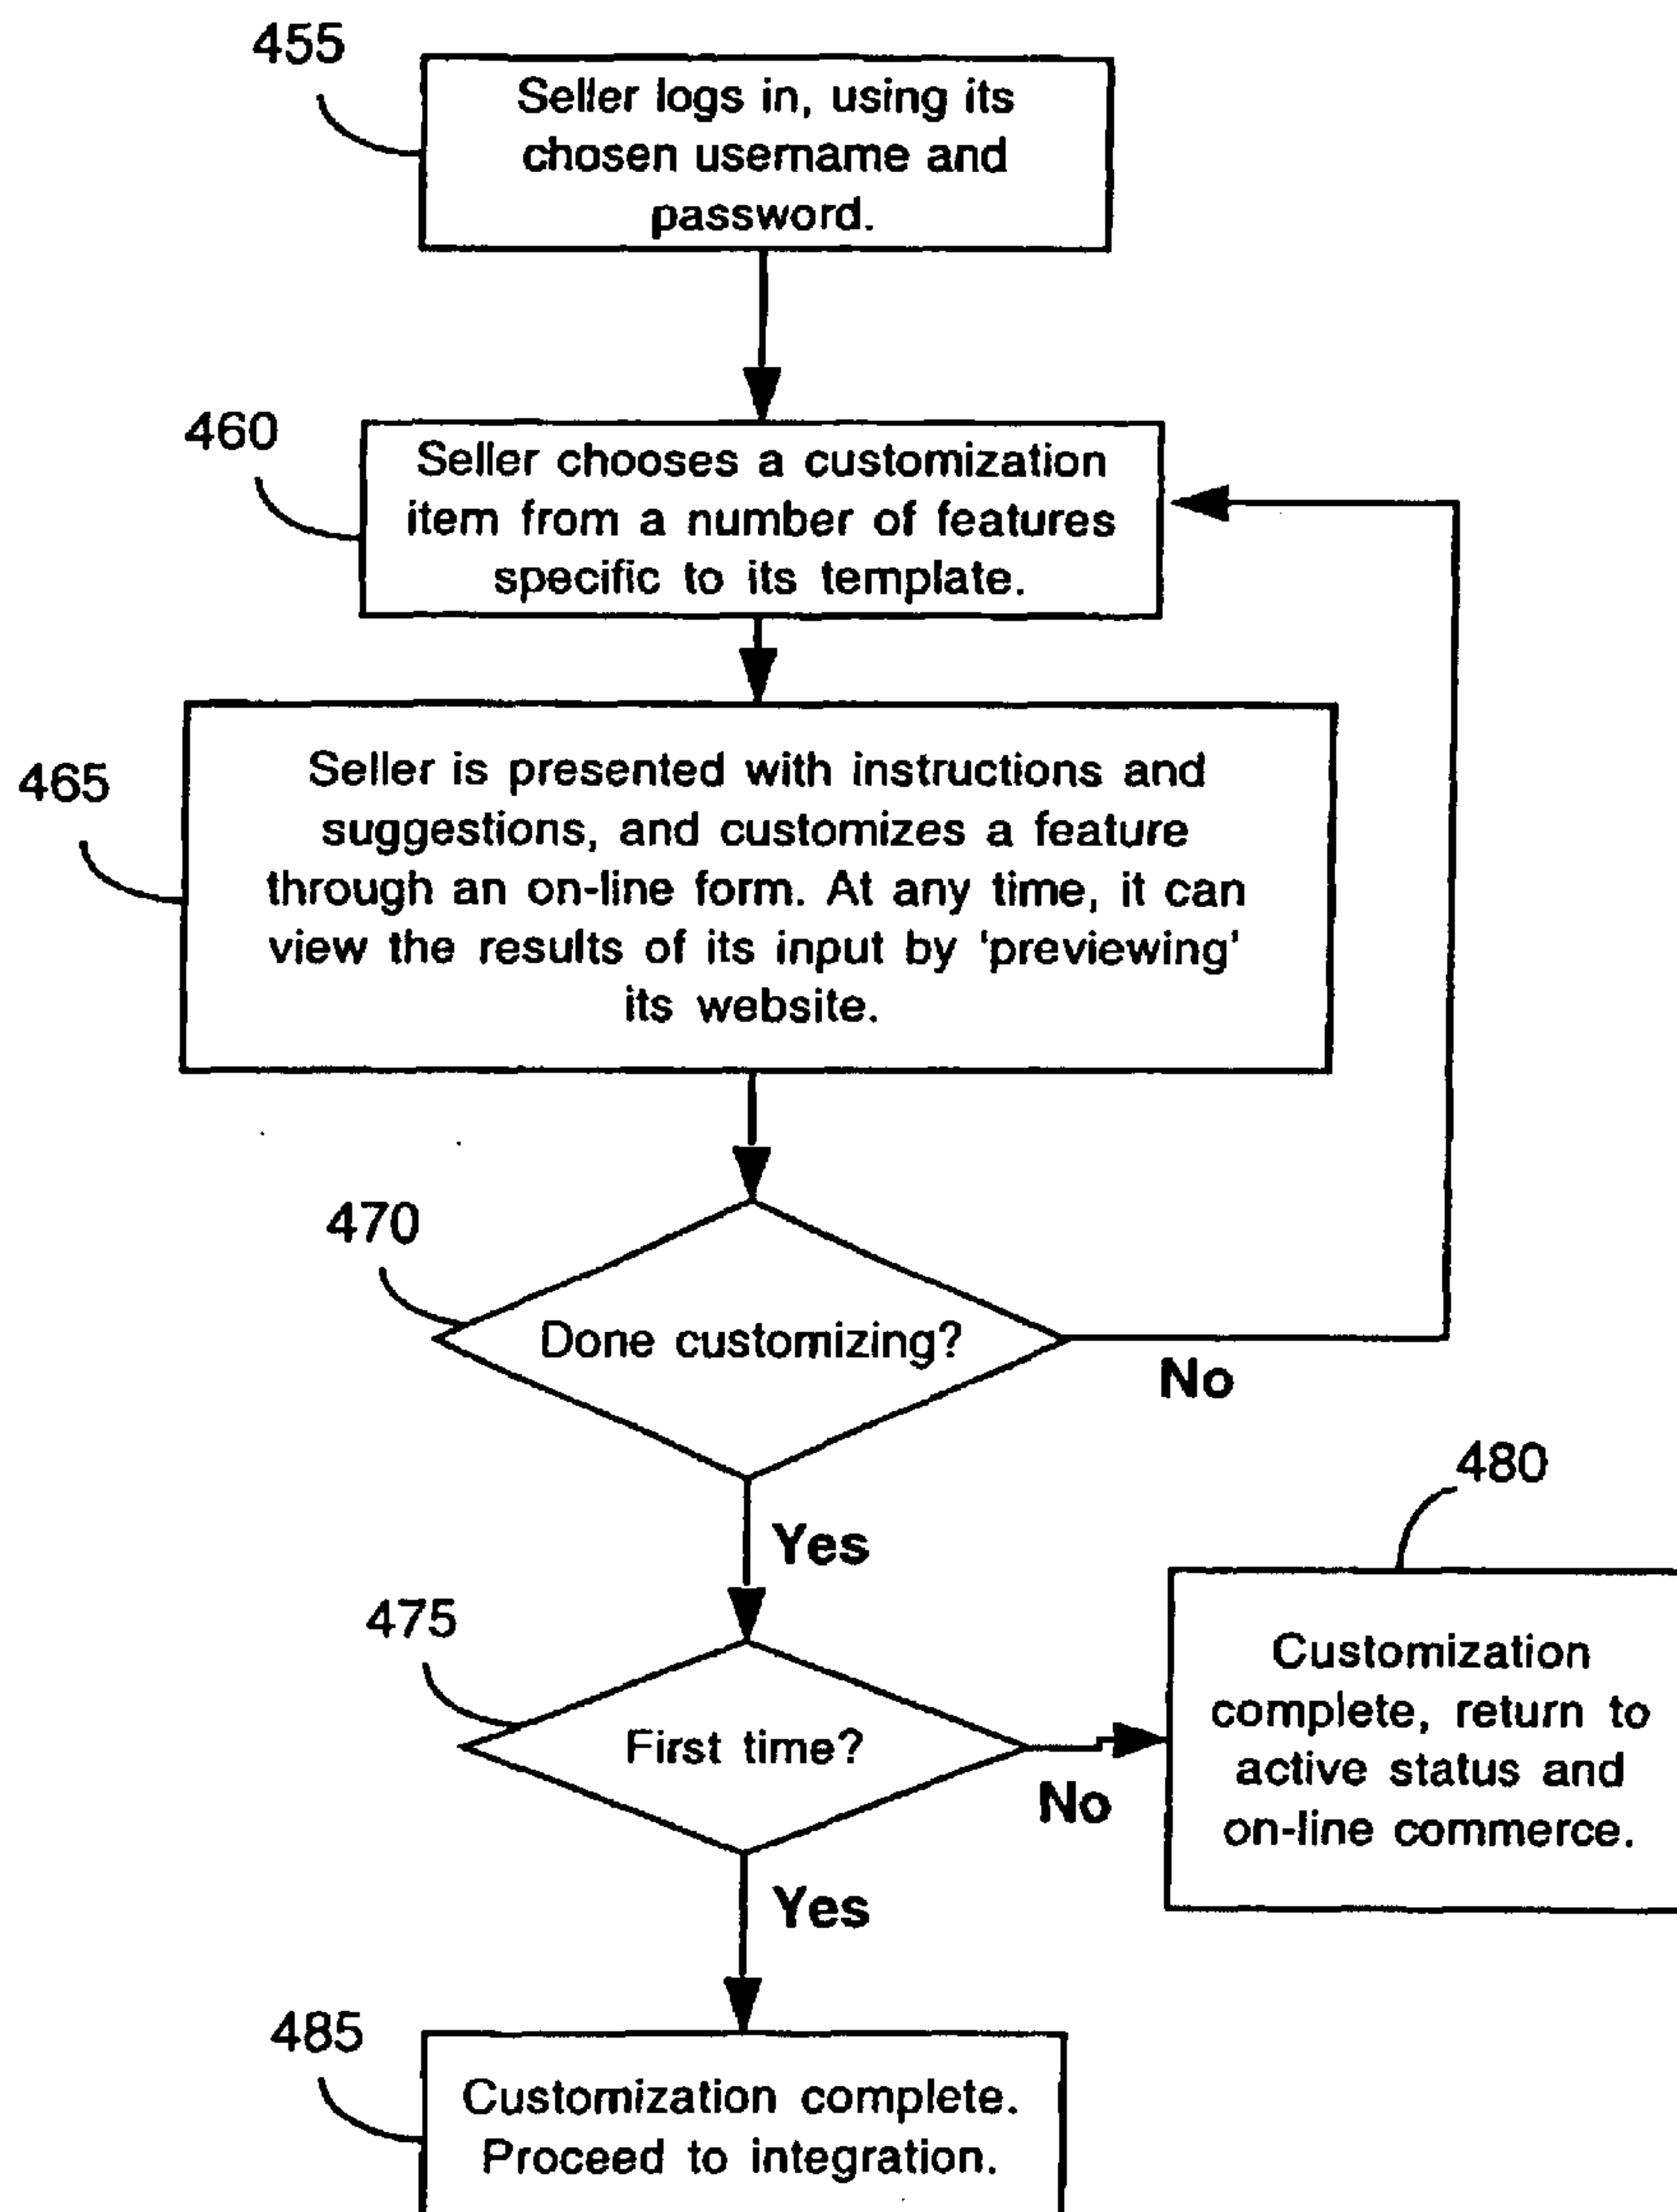 455
Seller logs in, using its
chosen username and
password.
460
Seller chooses a customization
item from a number of features
specific to its template.
465
Seller is presented with instructions and
suggestions, and customizes a feature
through an on-line form. At any time, it can
view the results of its input by 'previewing'
its website.
470
Done customizing?
No
Yes
480
475
First time?
No
Customization
complete, return to
active status and
on-line commerce.
Yes
485
Customization complete.
Proceed to integration.